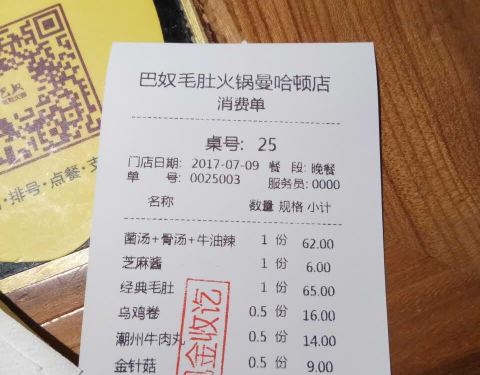 巴奴毛肚火锅曼哈顿店
消费单
桌号: 25
门店日期: 2017-07-09 餐 段: 晚餐
单 号: 0025003 服务员: 0000
名称 数量 规格 小计
菌汤+骨汤+牛油辣 1 份 62.00
芝麻酱 1 份 6.00
经典毛肚 1 份 65.00
乌鸡卷 0.5 份 16.00
潮州牛肉丸 0.5 份 14.00
金针菇 0.5 份 9.00
金收讫
排号·点餐·支